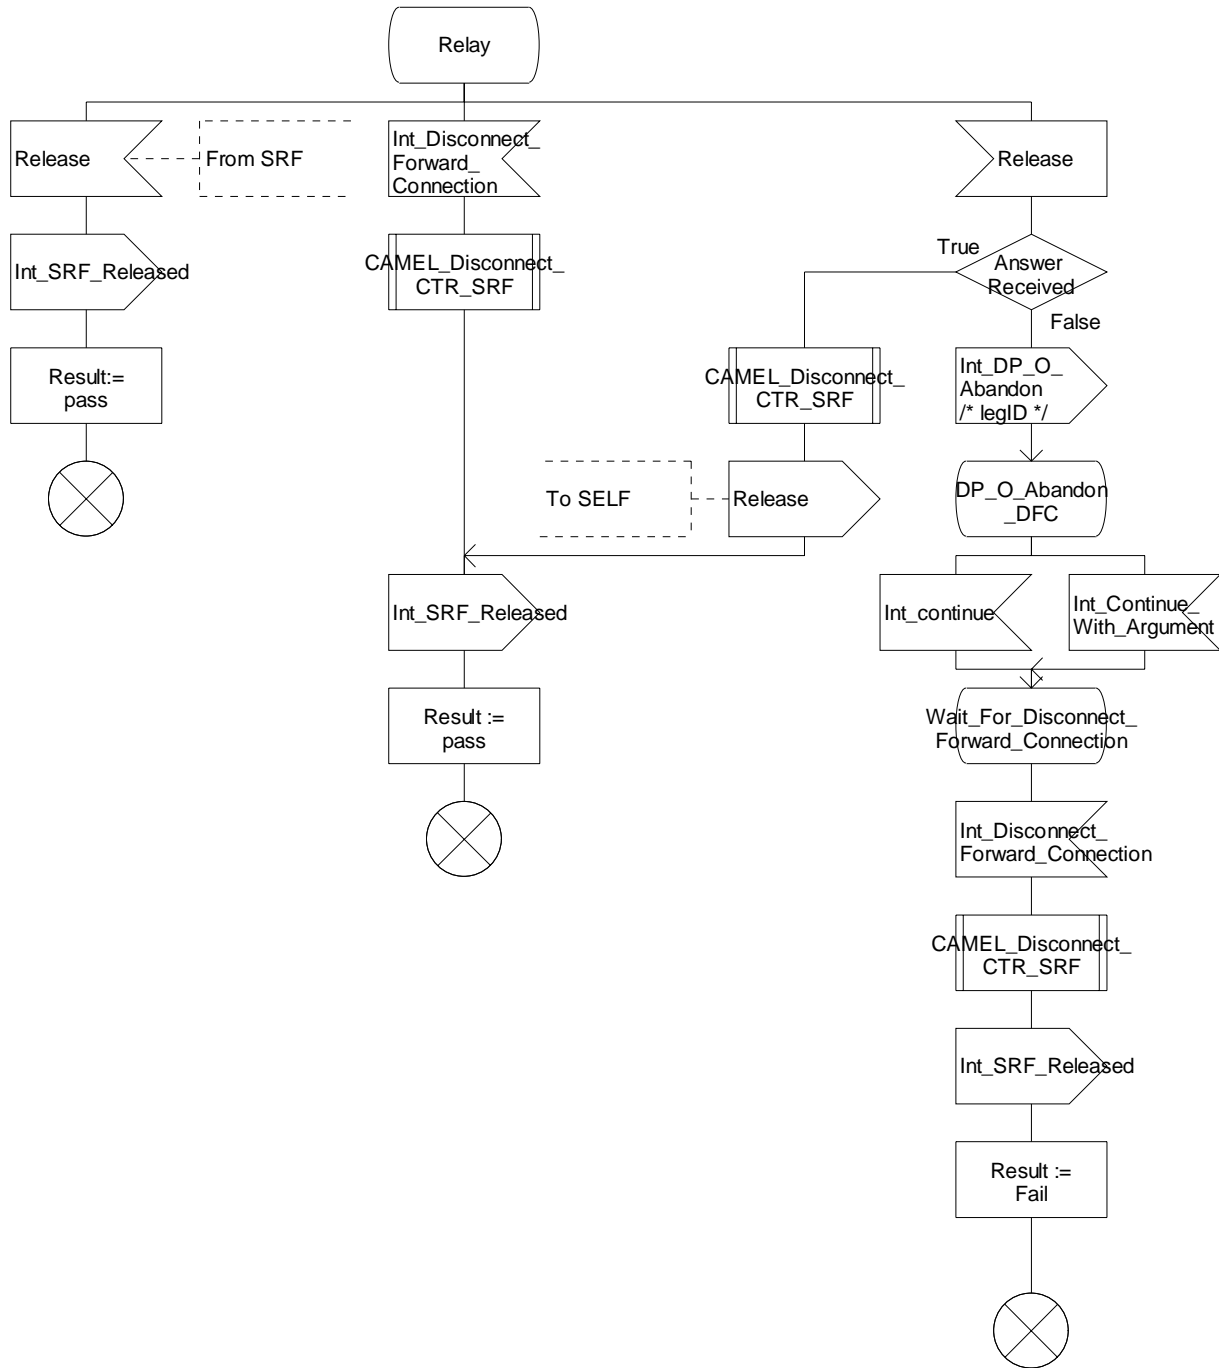 Relay
Release
From SRF
Int_Disconnect_
Forward_
Connection
Release
Int_SRF_Released
CAMEL_Disconnect_
CTR_SRF
True
Answer
Received
False
Result:=
pass
CAMEL_Disconnect_
CTR_SRF
Int_DP_O_
Abandon
/* legID */
To SELF
Release
DP_O_Abandon
_DFC
Int_SRF_Released
Int_continue
Int_Continue_
With_Argument
Result :=
pass
Wait_For_Disconnect_
Forward_Connection
Int_Disconnect_
Forward_Connection
CAMEL_Disconnect_
CTR_SRF
Int_SRF_Released
Result :=
Fail